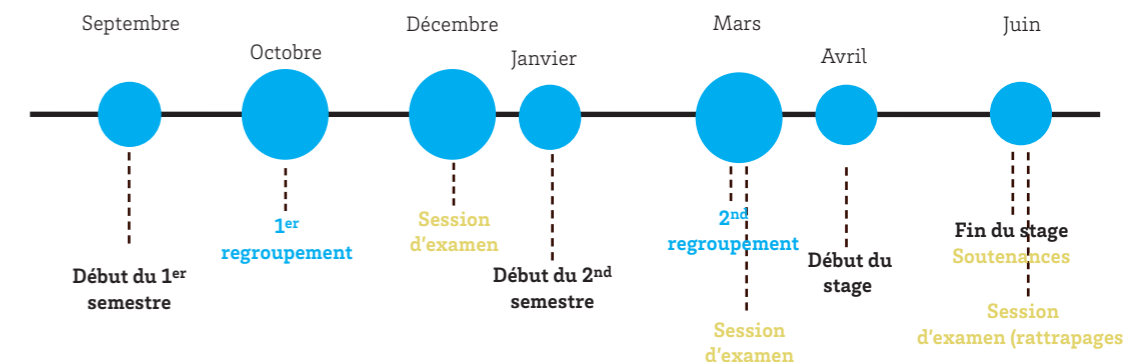 Septembre
Octobre
Décembre
Janvier
Mars
Avril
Juin
Début du 1er
semestre
1er
regroupement
Session
d'examen
Début du 2nd
semestre
2nd
regroupement
Session
d'examen
Début du
stage
Fin du stage
Soutenances
Session
d'examen (rattrapages